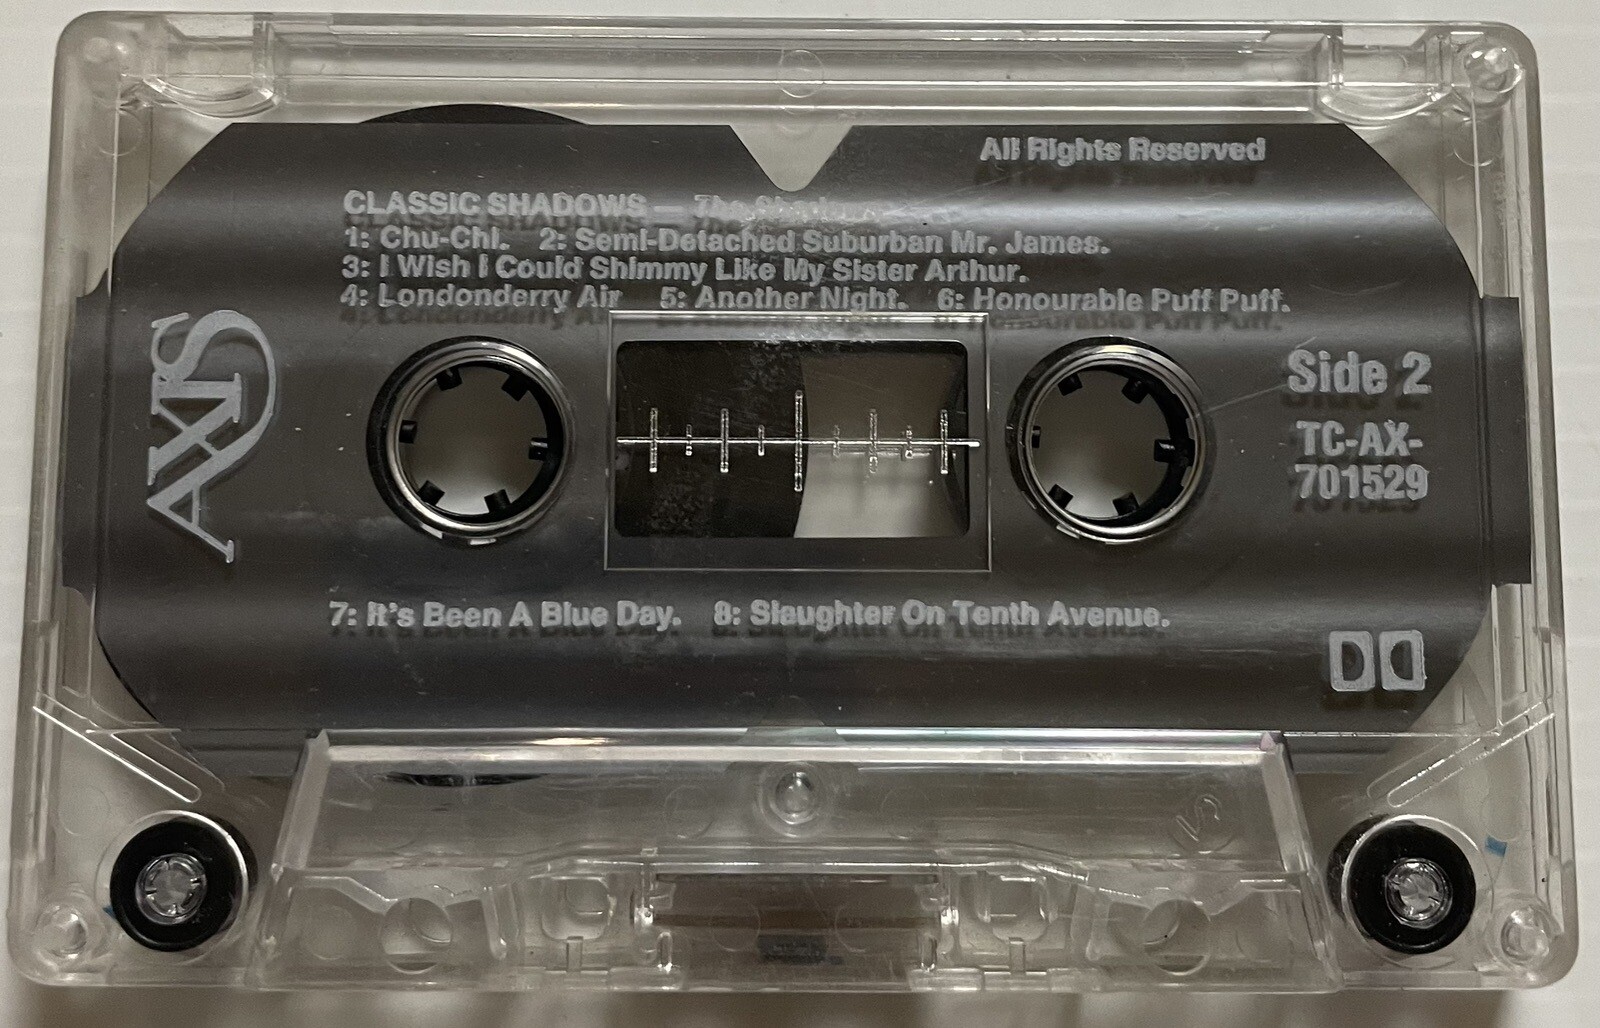 All Rights Reserved
CLASSIC SHADOWS — The Shadows
1: Chu-Chi. 2: Semi-Detached Suburban Mr. James.
3: I Wish I Could Shimmy Like My Sister Arthur.
4: Londonderry Air 5: Another Night. 6: Honourable Puff Puff.
AXIS
Side 2
TC-AX-
701529
7: It's Been A Blue Day. 8: Slaughter On Tenth Avenue.